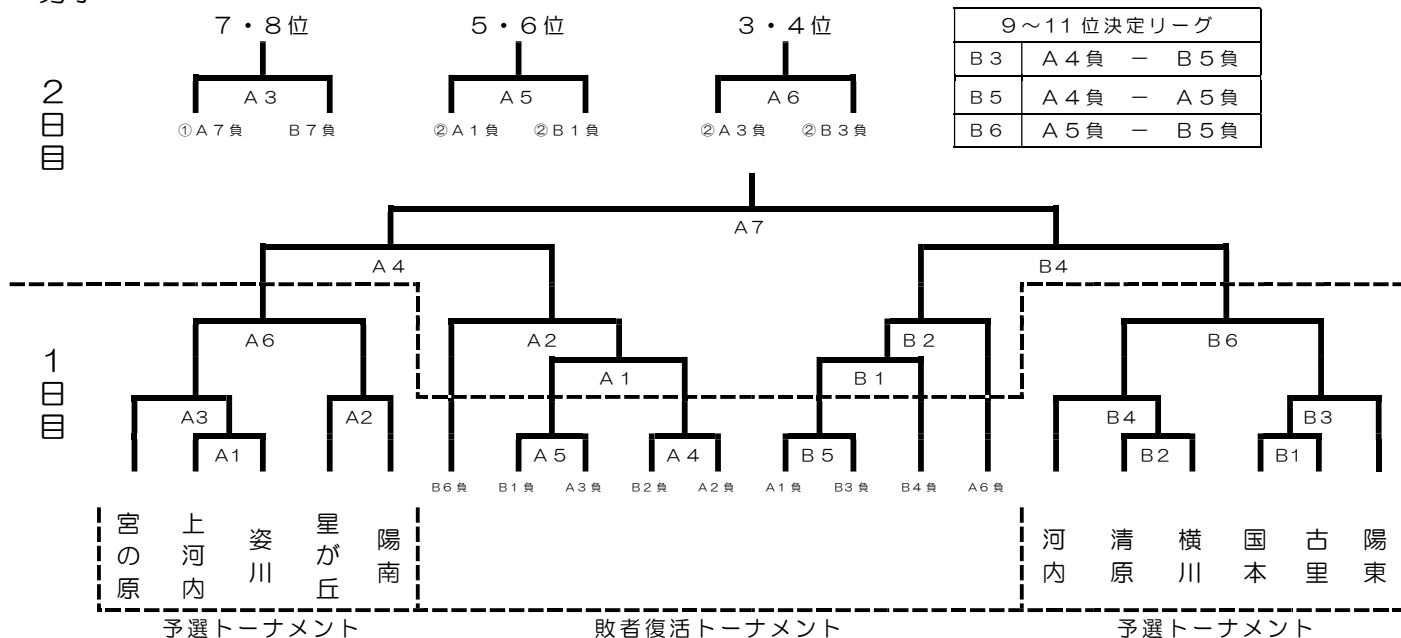 7・8位
5・6位
3・4位
A3
A5
A6
①A7負
B7負
②A1負
②B1負
②A3負
②B3負
9～11位決定リーグ
B3 A4負 － B5負
B5 A4負 － A5負
B6 A5負 － B5負
2日目
A7
A4
B4
1日目
A6
A2
B2
B6
A1
B1
A3
A2
B4
B3
A1
A5
A4
B5
B2
B1
B6負
B1負
A3負
B2負
A2負
A1負
B3負
B4負
A6負
宮の原
上河内
姿川
星が丘
陽南
河内
清原
横川
国本
古里
陽東
予選トーナメント
敗者復活トーナメント
予選トーナメント